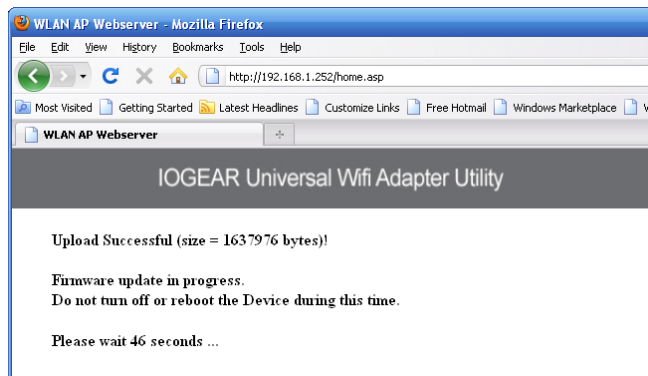 WLAN AP Webserver - Mozilla Firefox
File Edit View History Bookmarks Tools Help
http://192.168.1.252/home.asp
Most Visited Getting Started Latest Headlines Customize Links Free Hotmail Windows Marketplace
WLAN AP Webserver
IOGEAR Universal Wifi Adapter Utility
Upload Successful (size = 1637976 bytes)!
Firmware update in progress.
Do not turn off or reboot the Device during this time.
Please wait 46 seconds ...